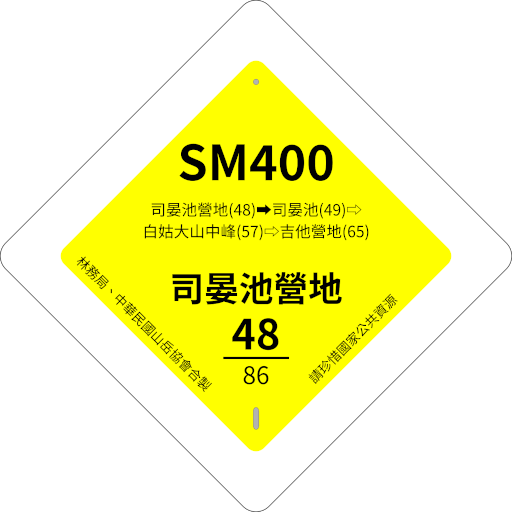 SM400
司晏池營地(48)➡司晏池(49)⇨
白姑大山中峰(57)⇨吉他營地(65)
司晏池營地
48
86
林務局、中華民國山岳協會合製
請珍惜國家公共資源